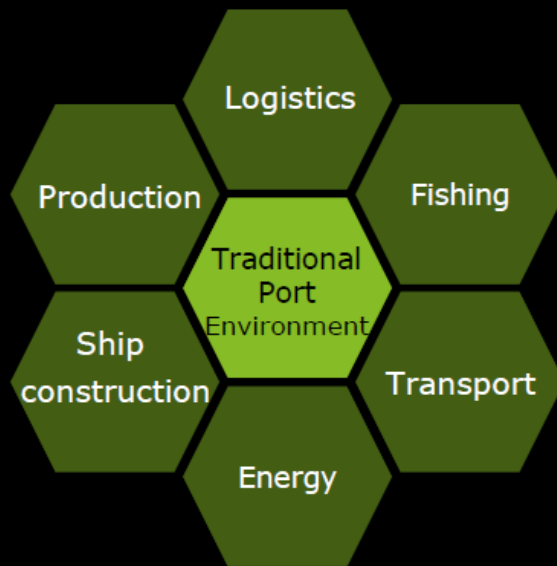 Logistics
Production
Fishing
Traditional
Port
Environment
Ship
construction
Transport
Energy